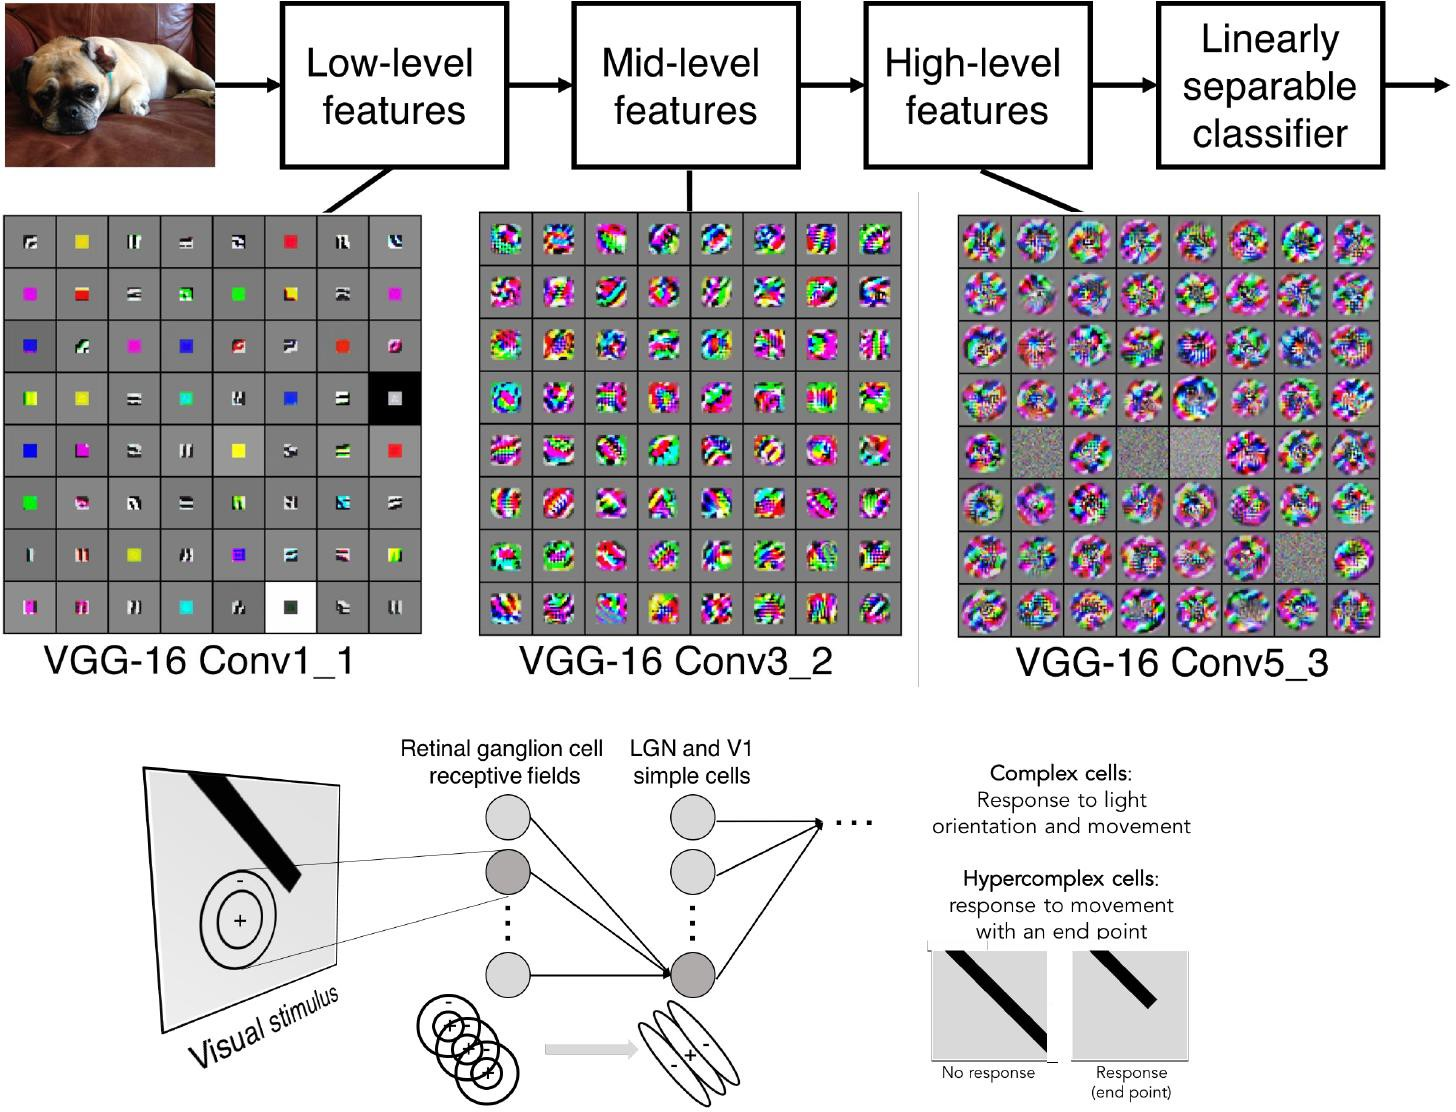 Low-level
features
Mid-level
features
High-level
features
Linearly
separable
classifier
VGG-16 Conv1_1
VGG-16 Conv3_2
VGG-16 Conv5_3
Retinal ganglion cell
receptive fields
LGN and V1
simple cells
Complex cells:
Response to light
orientation and movement
Hypercomplex cells:
response to movement
with an end point
- 
+
Visual stimulus
-
+
-
+
-
+
-
+
-
No response
Response
(end point)